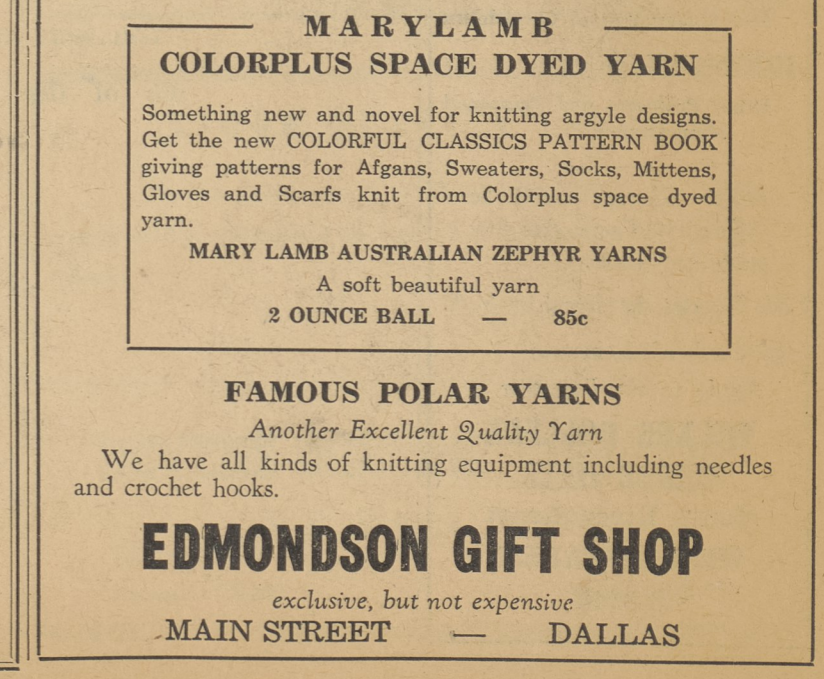 MARYLAMB
COLORPLUS SPACE DYED YARN
Something new and novel for knitting argyle designs.
Get the new COLORFUL CLASSICS PATTERN BOOK
giving patterns for Afgans, Sweaters, Socks, Mittens,
Gloves and Scarfs knit from Colorplus space dyed
yarn.
MARY LAMB AUSTRALIAN ZEPHYR YARNS
A soft beautiful yarn
2 OUNCE BALL — 85c
FAMOUS POLAR YARNS
Another Excellent Quality Yarn
We have all kinds of knitting equipment including needles
and crochet hooks.
EDMONDSON GIFT SHOP
exclusive, but not expensive
MAIN STREET — DALLAS